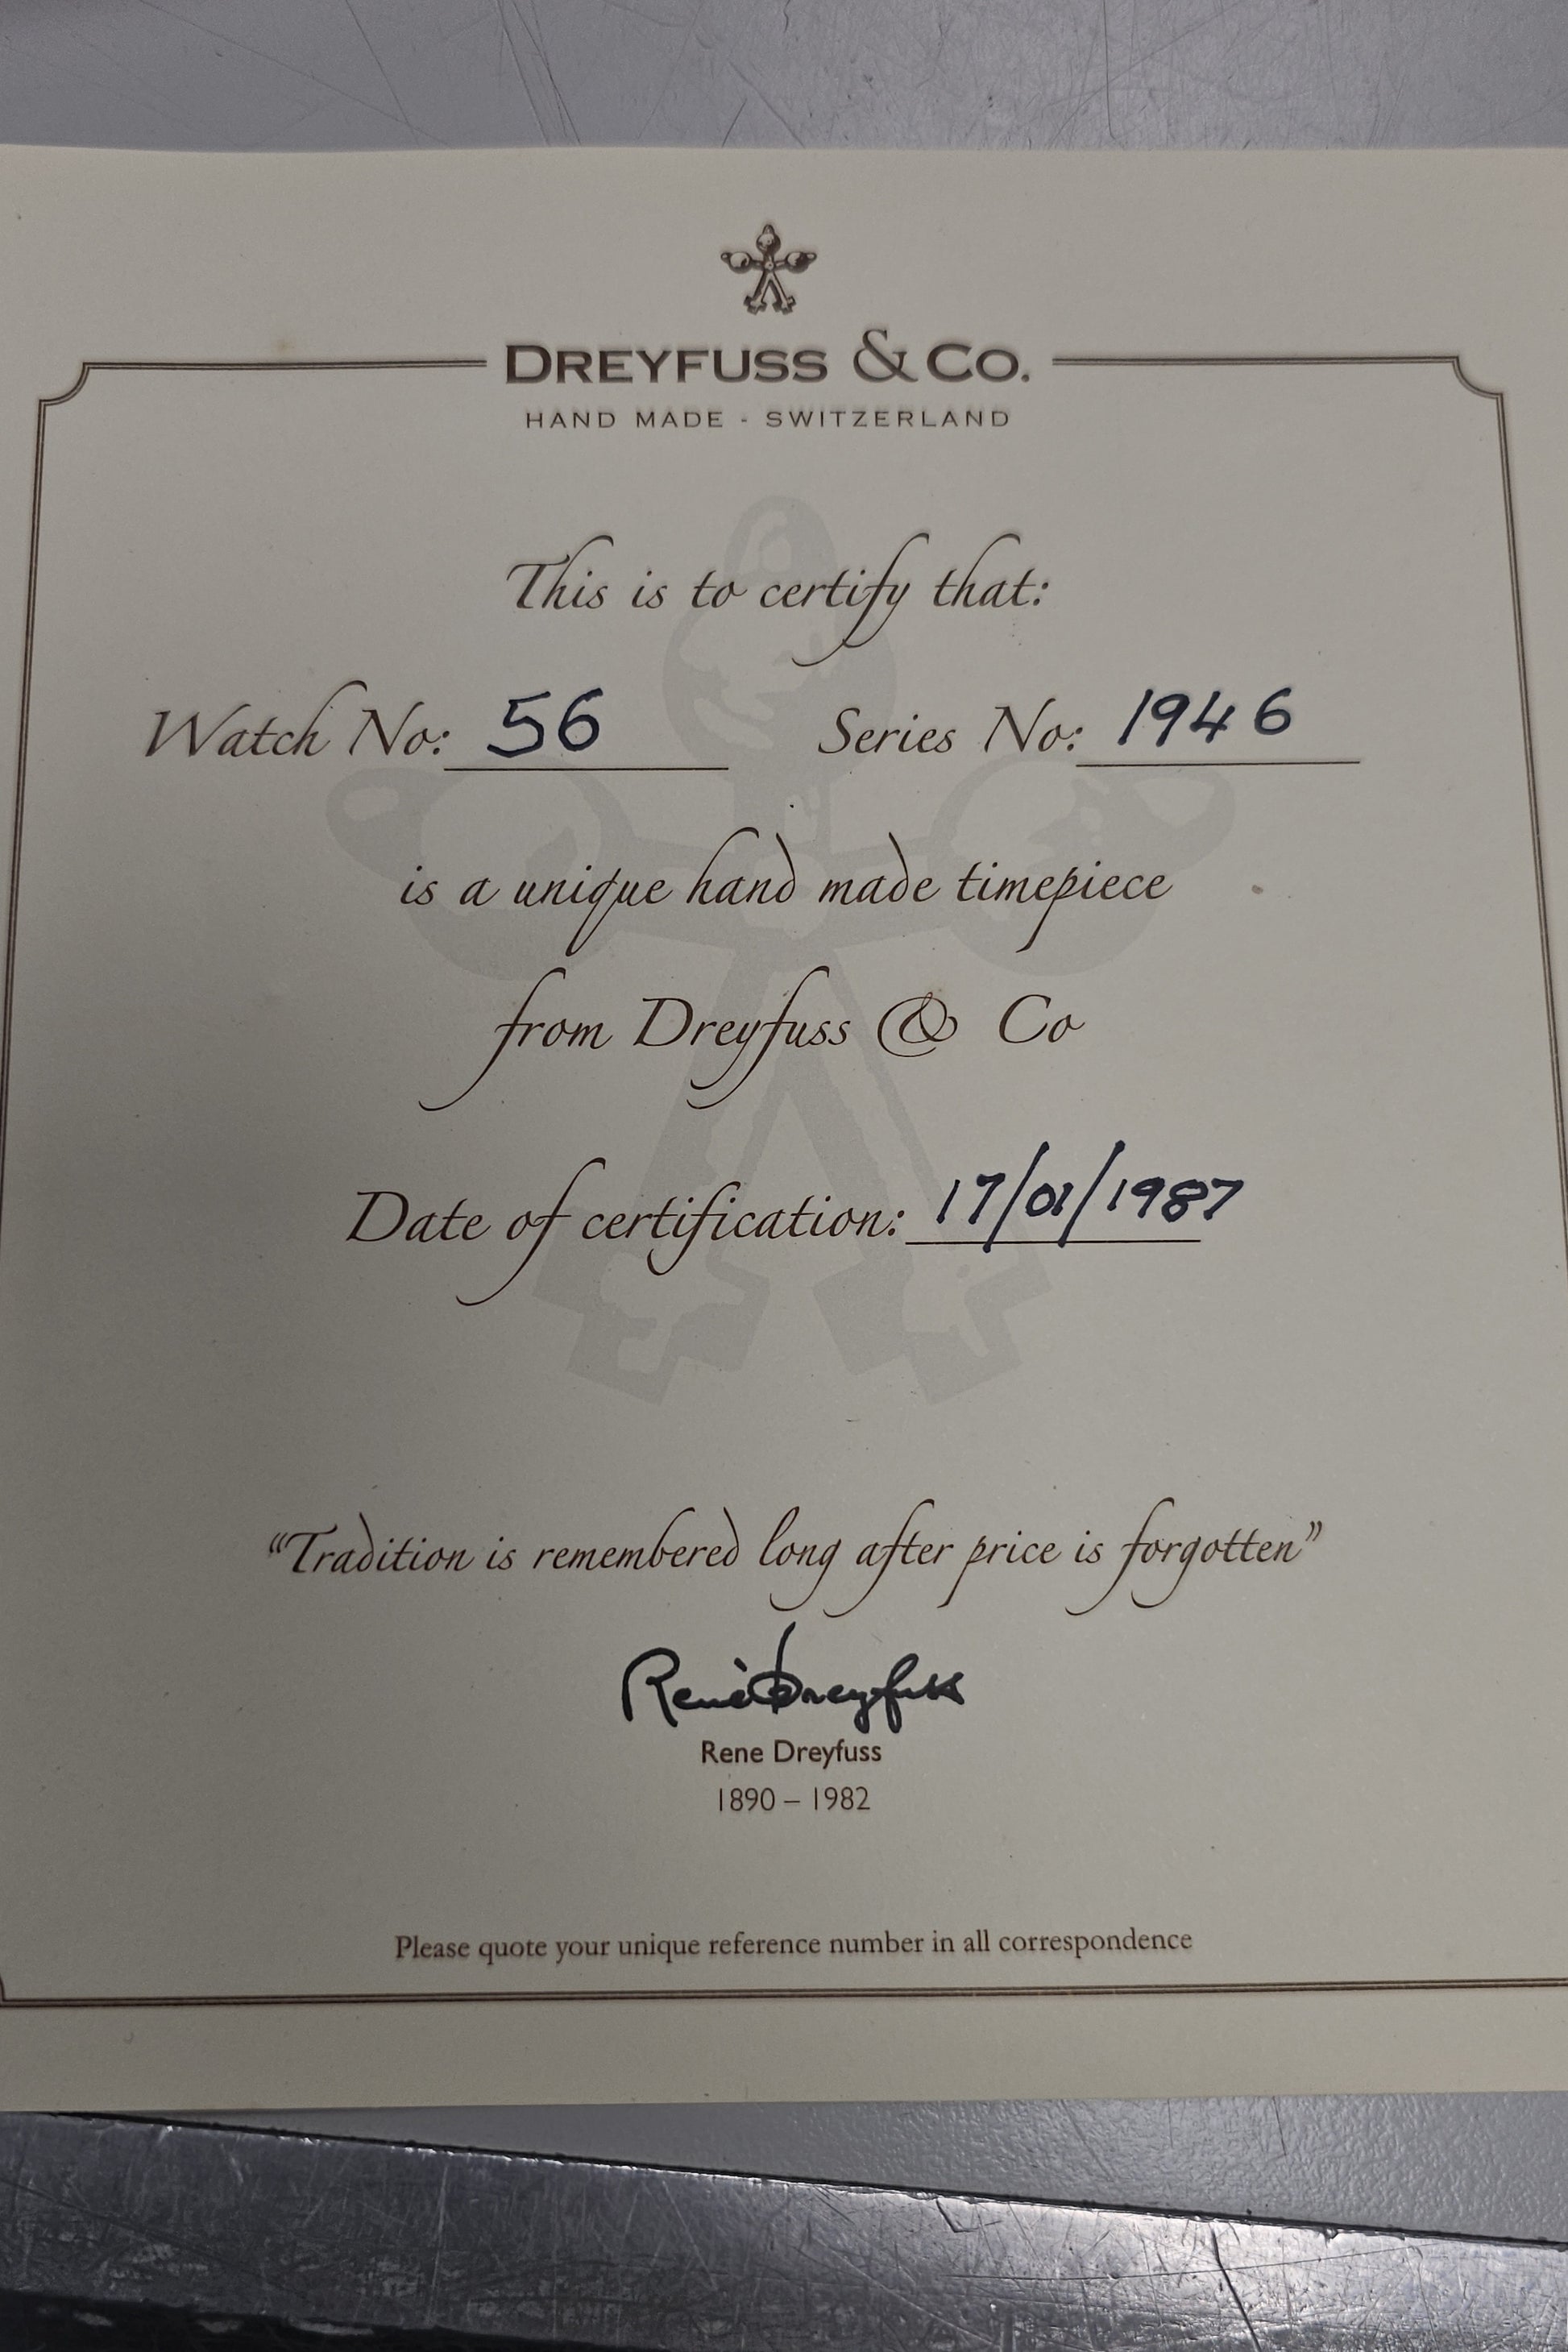 DREYFUSS & CO.
HAND MADE - SWITZERLAND
This is to certify that:
Watch No: 56 Series No: 1946
is a unique hand made timepiece
from Dreyfuss & Co
Date of certification: 17/01/1987
“Tradition is remembered long after price is forgotten”
René Dreyfuss
Rene Dreyfuss
1890 – 1982
Please quote your unique reference number in all correspondence